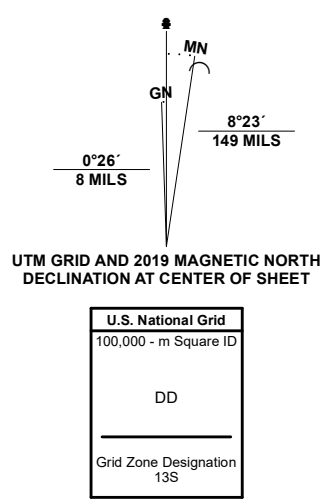 MN
GN
8°23´
149 MILS
0°26´
8 MILS
UTM GRID AND 2019 MAGNETIC NORTH
DECLINATION AT CENTER OF SHEET
U.S. National Grid
100,000 - m Square ID
DD
Grid Zone Designation
13S